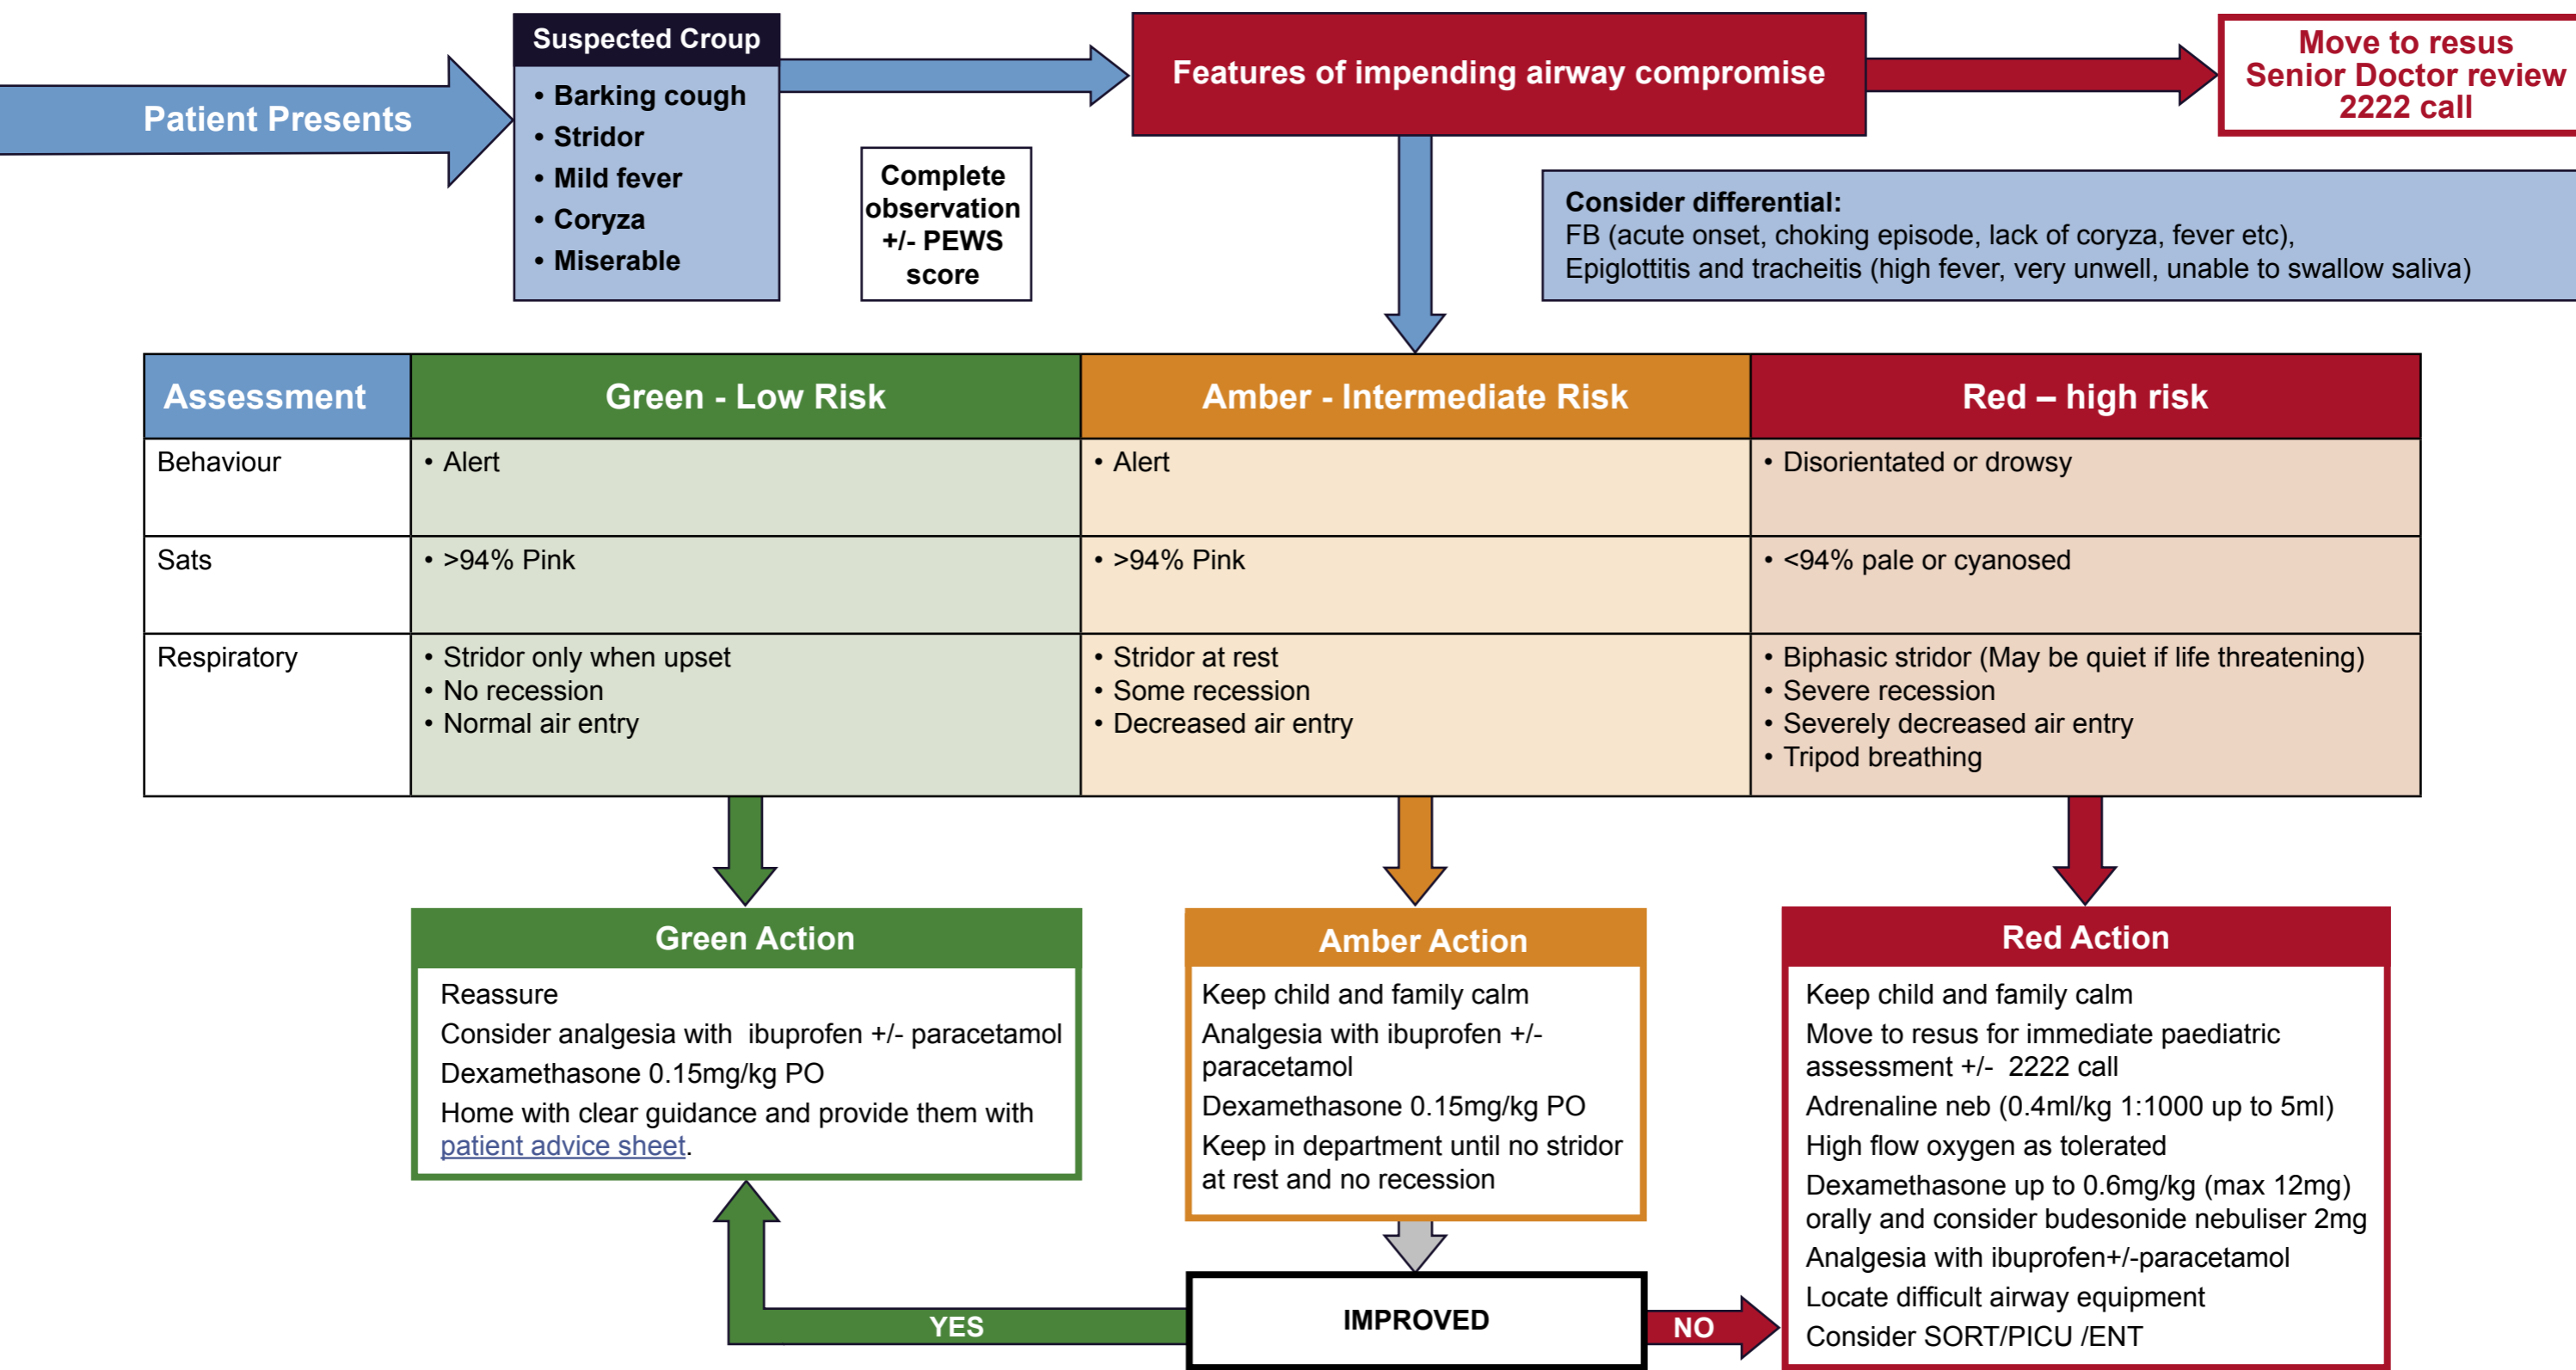 Patient Presents
Suspected Croup
• Barking cough
• Stridor
• Mild fever
• Coryza
• Miserable
Complete
observation
+/- PEWS
score
Features of impending airway compromise
Move to resus
Senior Doctor review
2222 call
Consider differential:
FB (acute onset, choking episode, lack of coryza, fever etc),
Epiglottitis and tracheitis (high fever, very unwell, unable to swallow saliva)
Assessment
Green - Low Risk
Amber - Intermediate Risk
Red – high risk
Behaviour
• Alert
• Alert
• Disorientated or drowsy
Sats
• >94% Pink
• >94% Pink
• <94% pale or cyanosed
Respiratory
• Stridor only when upset
• No recession
• Normal air entry
• Stridor at rest
• Some recession
• Decreased air entry
• Biphasic stridor (May be quiet if life threatening)
• Severe recession
• Severely decreased air entry
• Tripod breathing
Green Action
Reassure
Consider analgesia with ibuprofen +/- paracetamol
Dexamethasone 0.15mg/kg PO
Home with clear guidance and provide them with
patient advice sheet.
Amber Action
Keep child and family calm
Analgesia with ibuprofen +/-
paracetamol
Dexamethasone 0.15mg/kg PO
Keep in department until no stridor
at rest and no recession
Red Action
Keep child and family calm
Move to resus for immediate paediatric
assessment +/- 2222 call
Adrenaline neb (0.4ml/kg 1:1000 up to 5ml)
High flow oxygen as tolerated
Dexamethasone up to 0.6mg/kg (max 12mg)
orally and consider budesonide nebuliser 2mg
Analgesia with ibuprofen+/-paracetamol
Locate difficult airway equipment
Consider SORT/PICU /ENT
YES
IMPROVED
NO